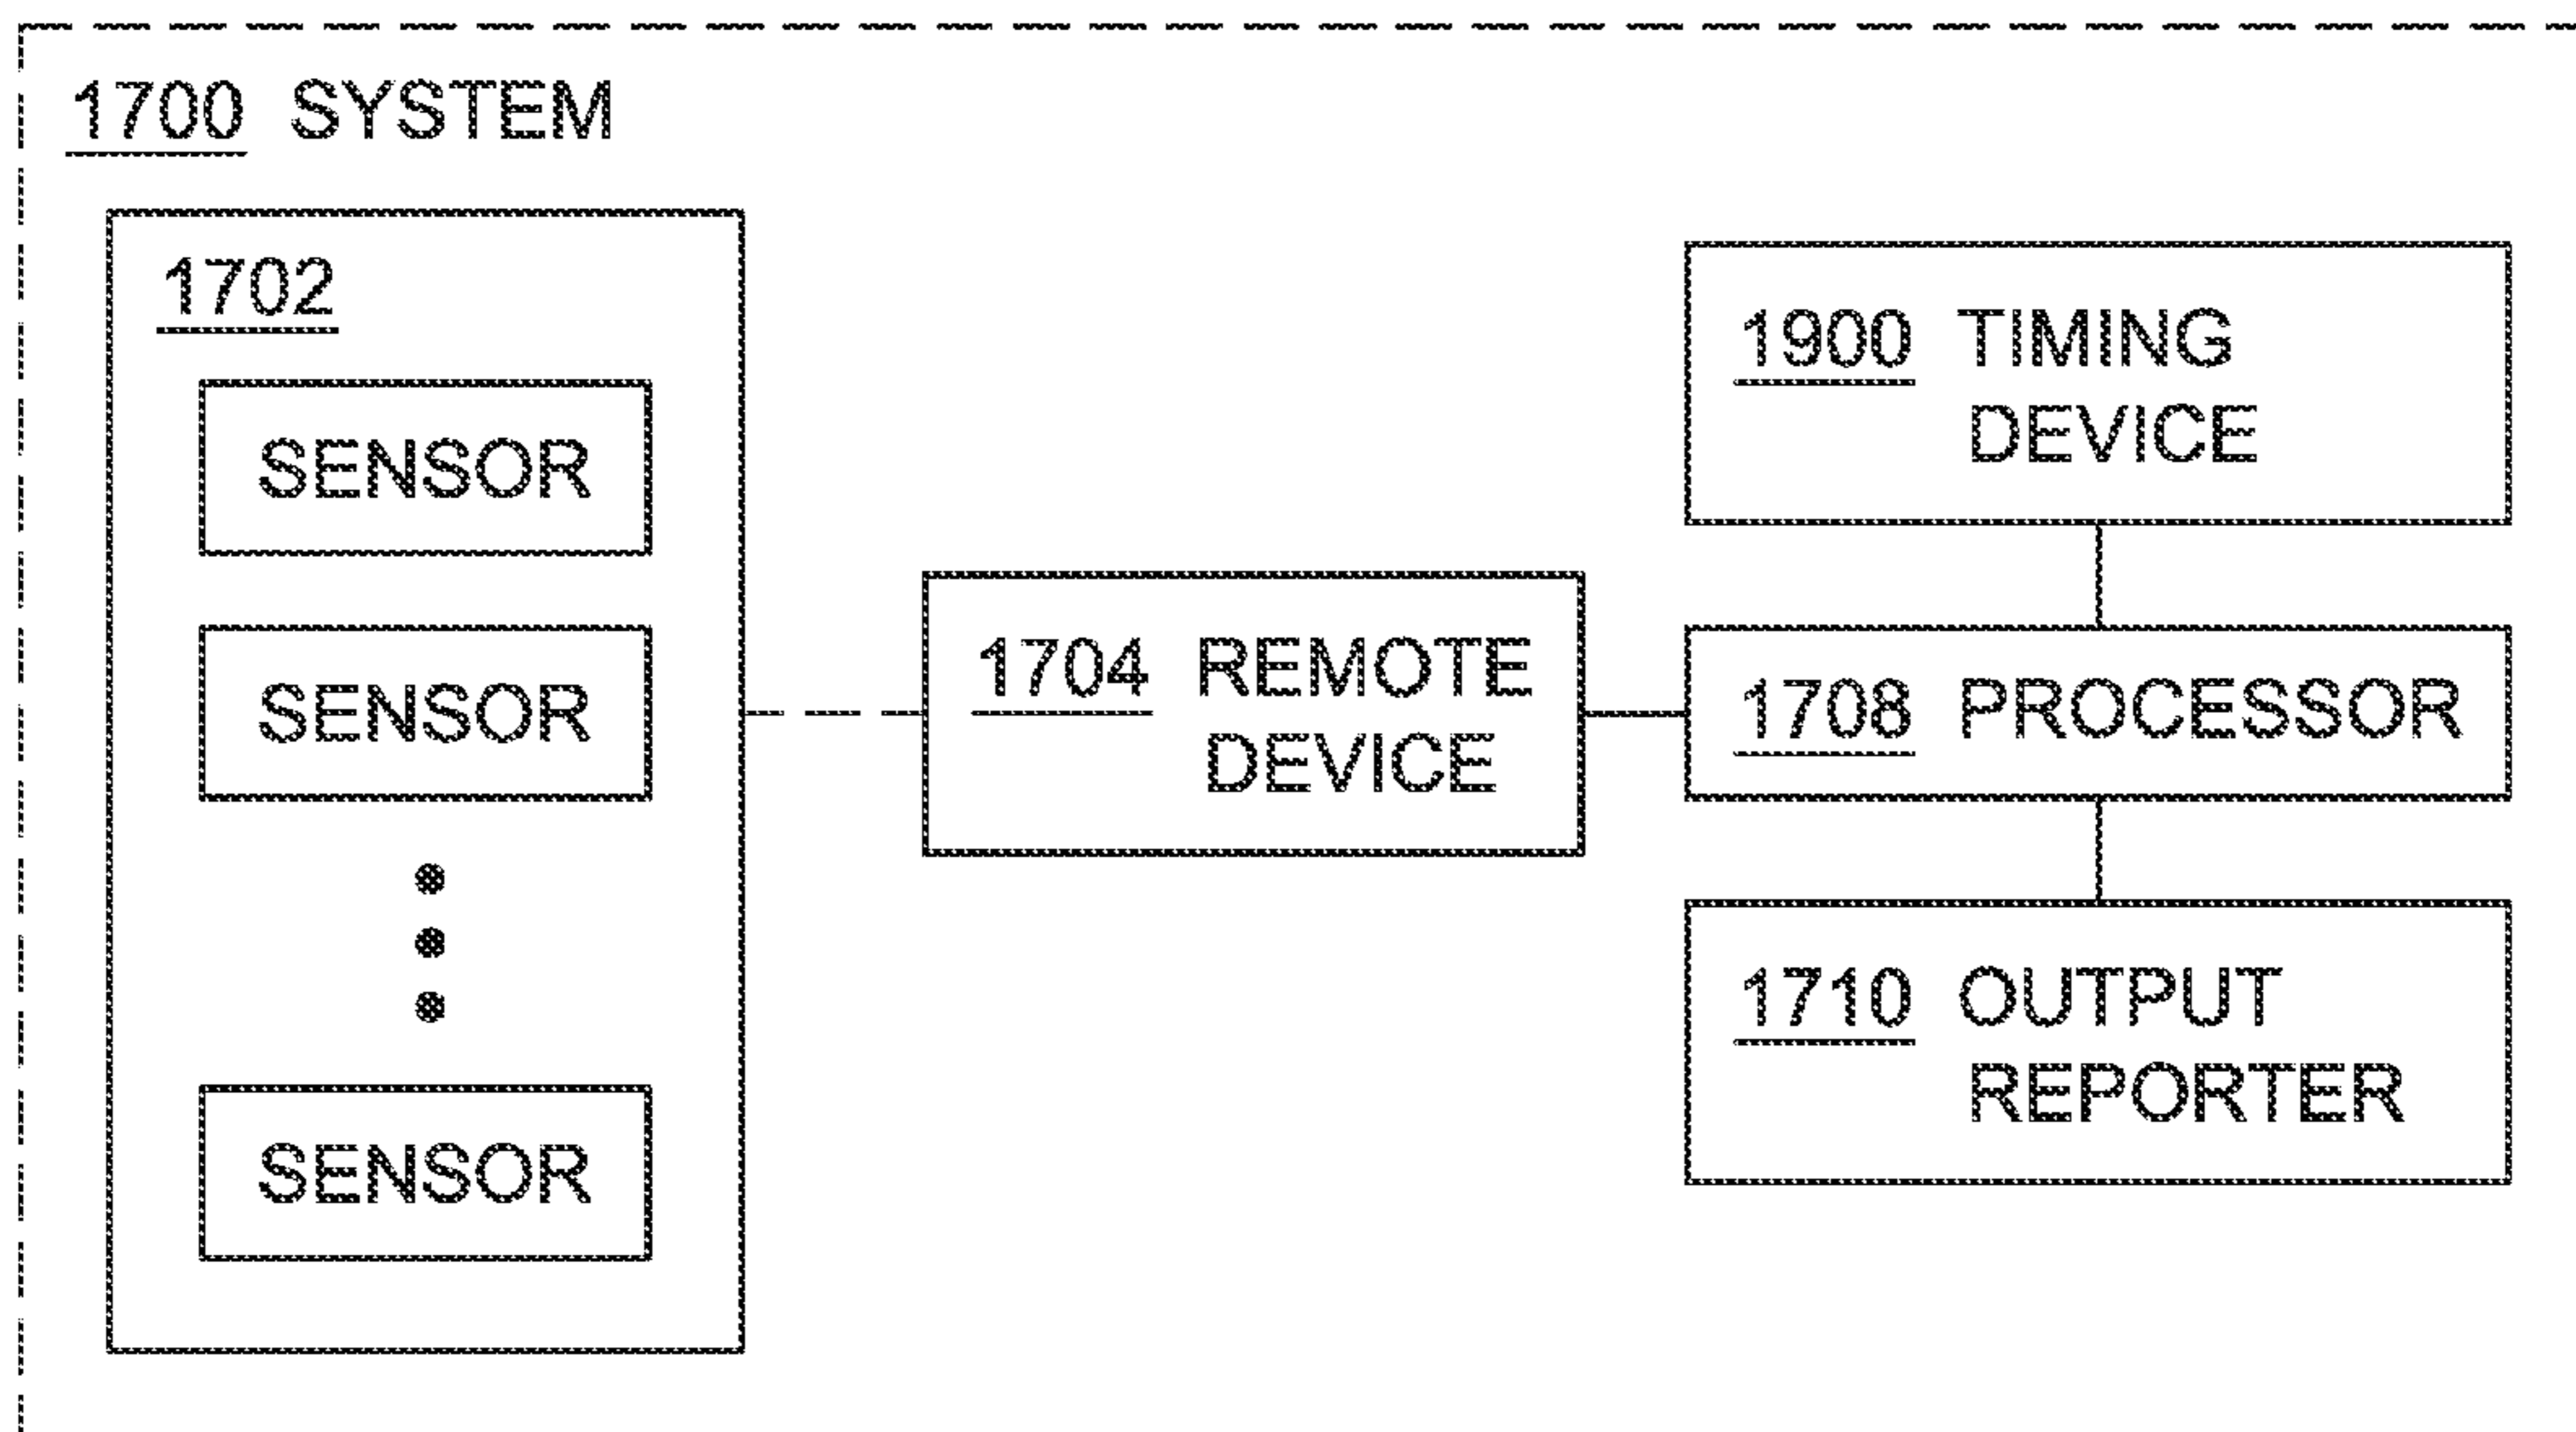 1700 SYSTEM
1702
SENSOR
SENSOR
SENSOR
1704 REMOTE
DEVICE
1900 TIMING
DEVICE
1708 PROCESSOR
1710 OUTPUT
REPORTER